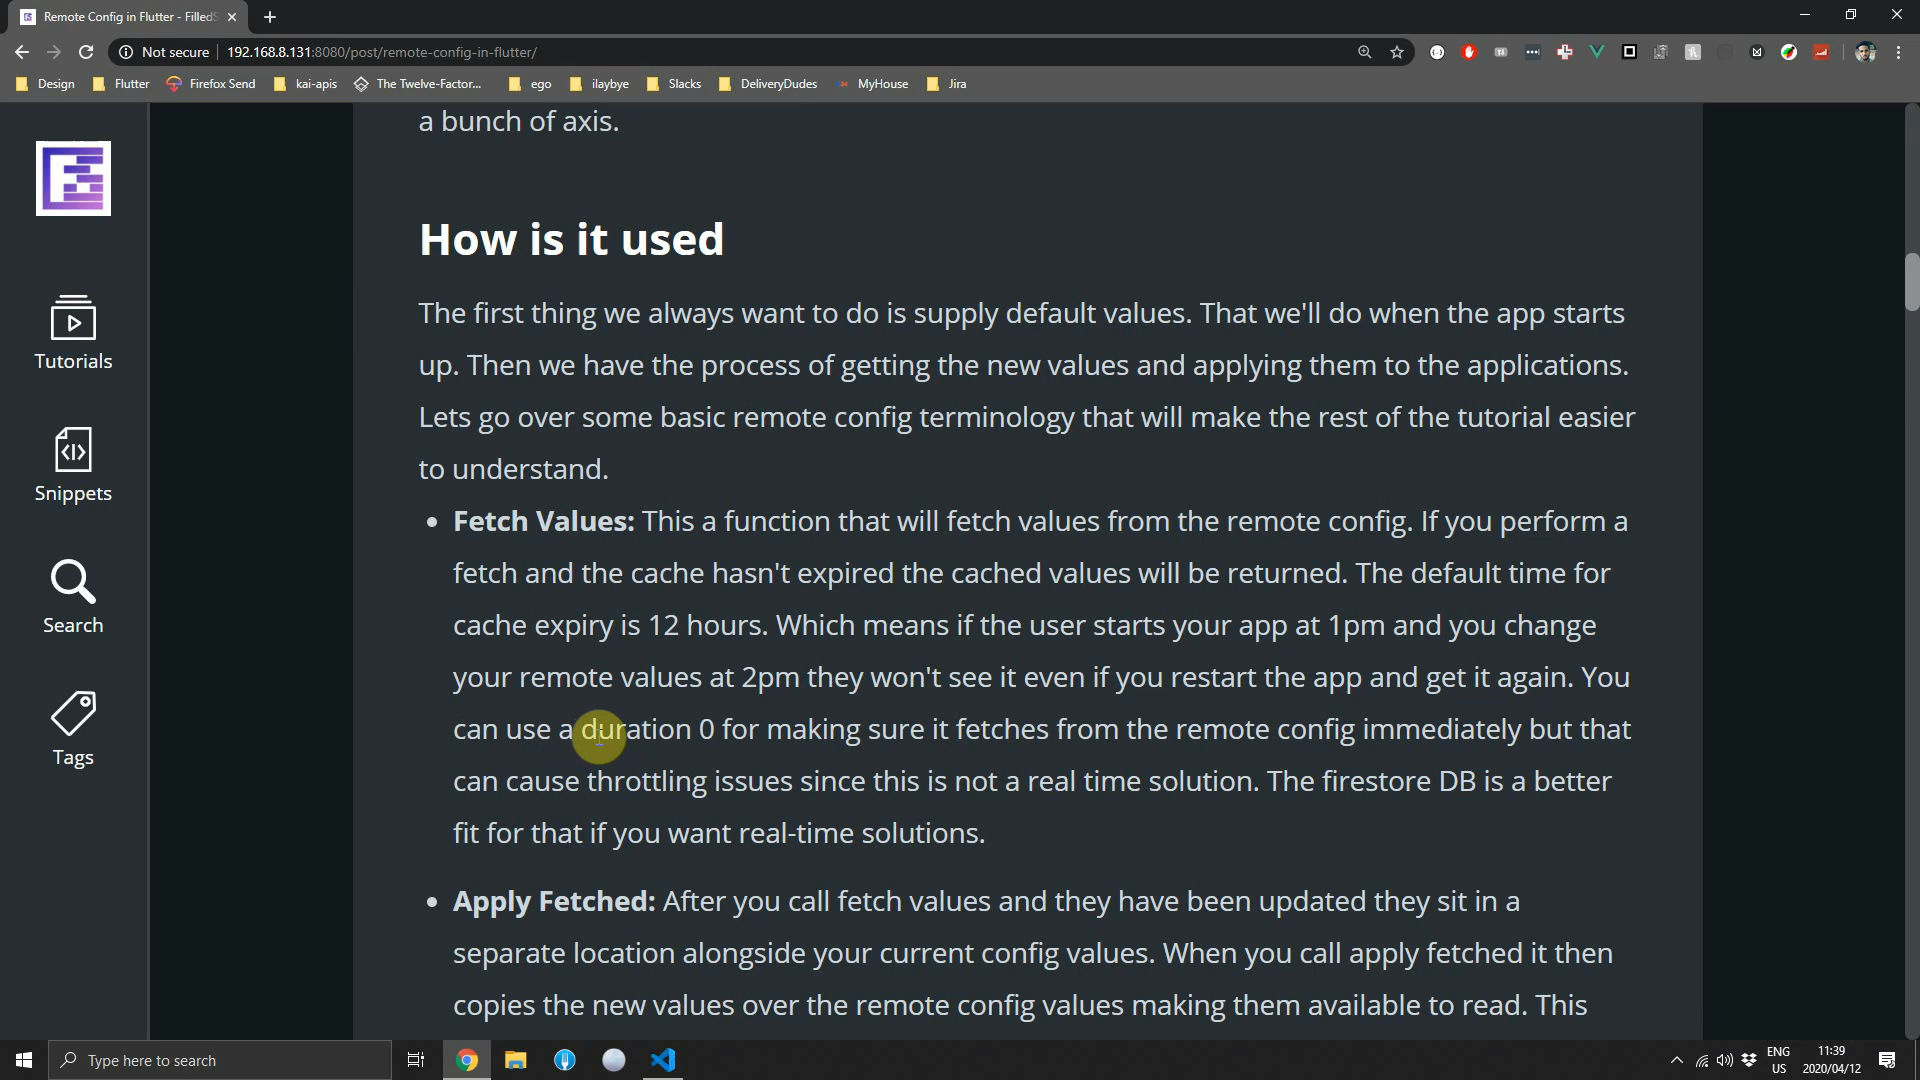 Remote Config in Flutter - FilledS
Not secure
192.168.8.131:8080/post/remote-config-in-flutter/
Design
Flutter
Firefox Send
kai-apis
The Twelve-Factor...
ego
ilaybye
Slacks
DeliveryDudes
MyHouse
Jira
Tutorials
Snippets
Search
Tags
a bunch of axis.
How is it used
The first thing we always want to do is supply default values. That we'll do when the app starts
up. Then we have the process of getting the new values and applying them to the applications.
Lets go over some basic remote config terminology that will make the rest of the tutorial easier
to understand.
Fetch Values: This a function that will fetch values from the remote config. If you perform a
fetch and the cache hasn't expired the cached values will be returned. The default time for
cache expiry is 12 hours. Which means if the user starts your app at 1pm and you change
your remote values at 2pm they won't see it even if you restart the app and get it again. You
can use a duration 0 for making sure it fetches from the remote config immediately but that
can cause throttling issues since this is not a real time solution. The firestore DB is a better
fit for that if you want real-time solutions.
Apply Fetched: After you call fetch values and they have been updated they sit in a
separate location alongside your current config values. When you call apply fetched it then
copies the new values over the remote config values making them available to read. This
Type here to search
ENG
US
11:39
2020/04/12